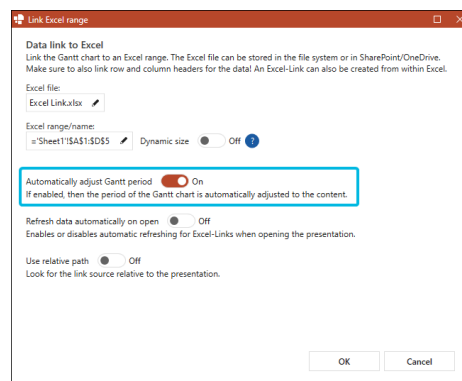 Link Excel range
Data link to Excel
Link the Gantt chart to an Excel range. The Excel file can be stored in the file system or in SharePoint/OneDrive.
Make sure to also link row and column headers for the data! An Excel-Link can also be created from within Excel.
Excel file:
Excel Link.xlsx
Excel range/name:
='Sheet1'!$A$1:$D$5 Dynamic size Off ?
Automatically adjust Gantt period On
If enabled, then the period of the Gantt chart is automatically adjusted to the content.
Refresh data automatically on open Off
Enables or disables automatic refreshing for Excel-Links when opening the presentation.
Use relative path Off
Look for the link source relative to the presentation.
OK Cancel